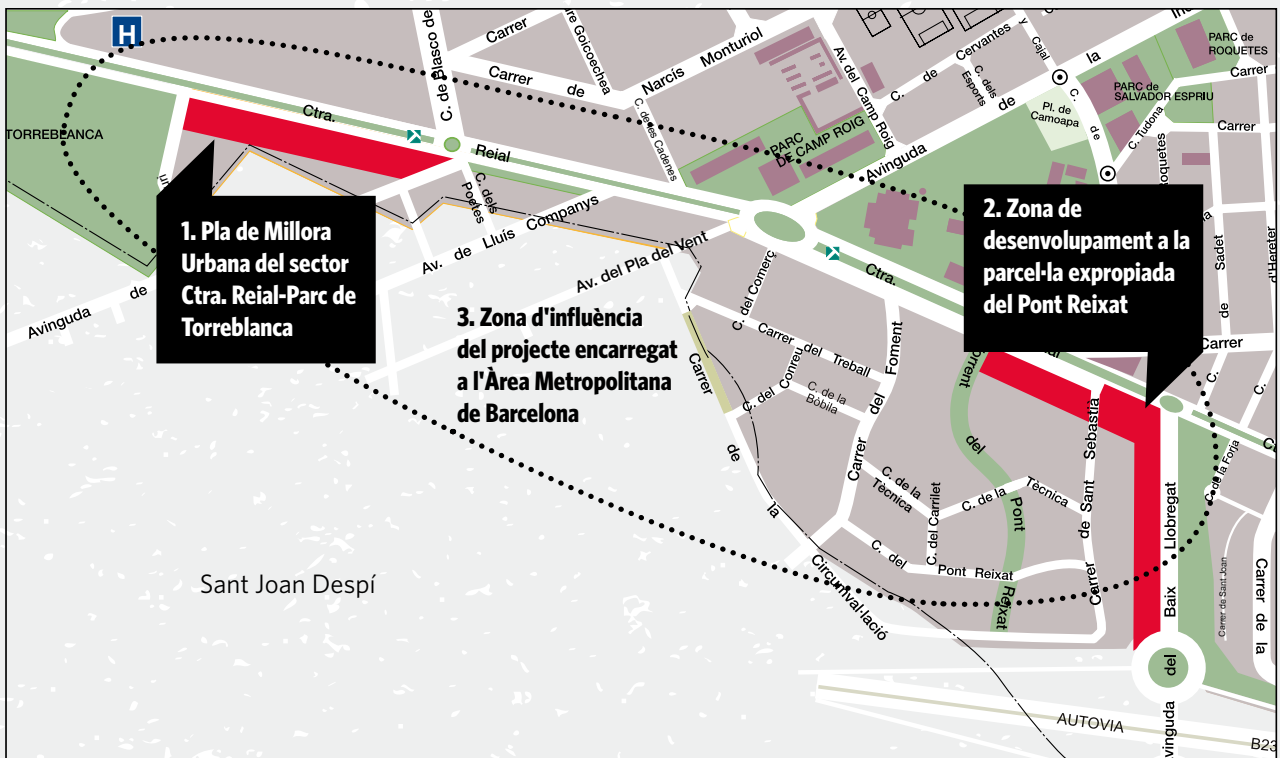 H
C. de Blasco de
Carrer
re Goicoechea
Carrer de
Narcís Monturiol
Av. del Camp Roig
C. de Cervantes
C. dels
Esports
y Cajal
Avinguda de la
PARC de
ROQUETES
Carrer
PARC de
SALVADOR ESPRIU
Pl. de
Camoapa
C. de
C. Tudona
Carrer
Roquetes
TORREBLANCA
Ctra.
Reial
C. de les Cadenes
PARC
DE CAMP ROIG
C. dels
Poetes
Av. de Lluís Companys
Av. del Pla del Vent
Ctra.
1. Pla de Millora
Urbana del sector
Ctra. Reial-Parc de
Torreblanca
2. Zona de
desenvolupament a la
parcel·la expropiada
del Pont Reixat
3. Zona d'influència
del projecte encarregat
a l'Àrea Metropolitana
de Barcelona
Avinguda de
C. del Comerç
Carrer del Treball
C. del Conreu
C. de la
Bòbila
Carrer del Foment
Torrent del Pont Reixat
Carrer de Sadet
d'Hereter
Carrer
C.
Carrer de la Circumval·lació
C. de la
Tècnica
C. del Carrilet
C. de la Tècnica
C. del Pont Reixat
Carrer de Sant Sebastià
C. de la Forja
Carrer de Sant Joan
Carrer de la
Avinguda del Baix Llobregat
Sant Joan Despí
AUTOVIA
B23